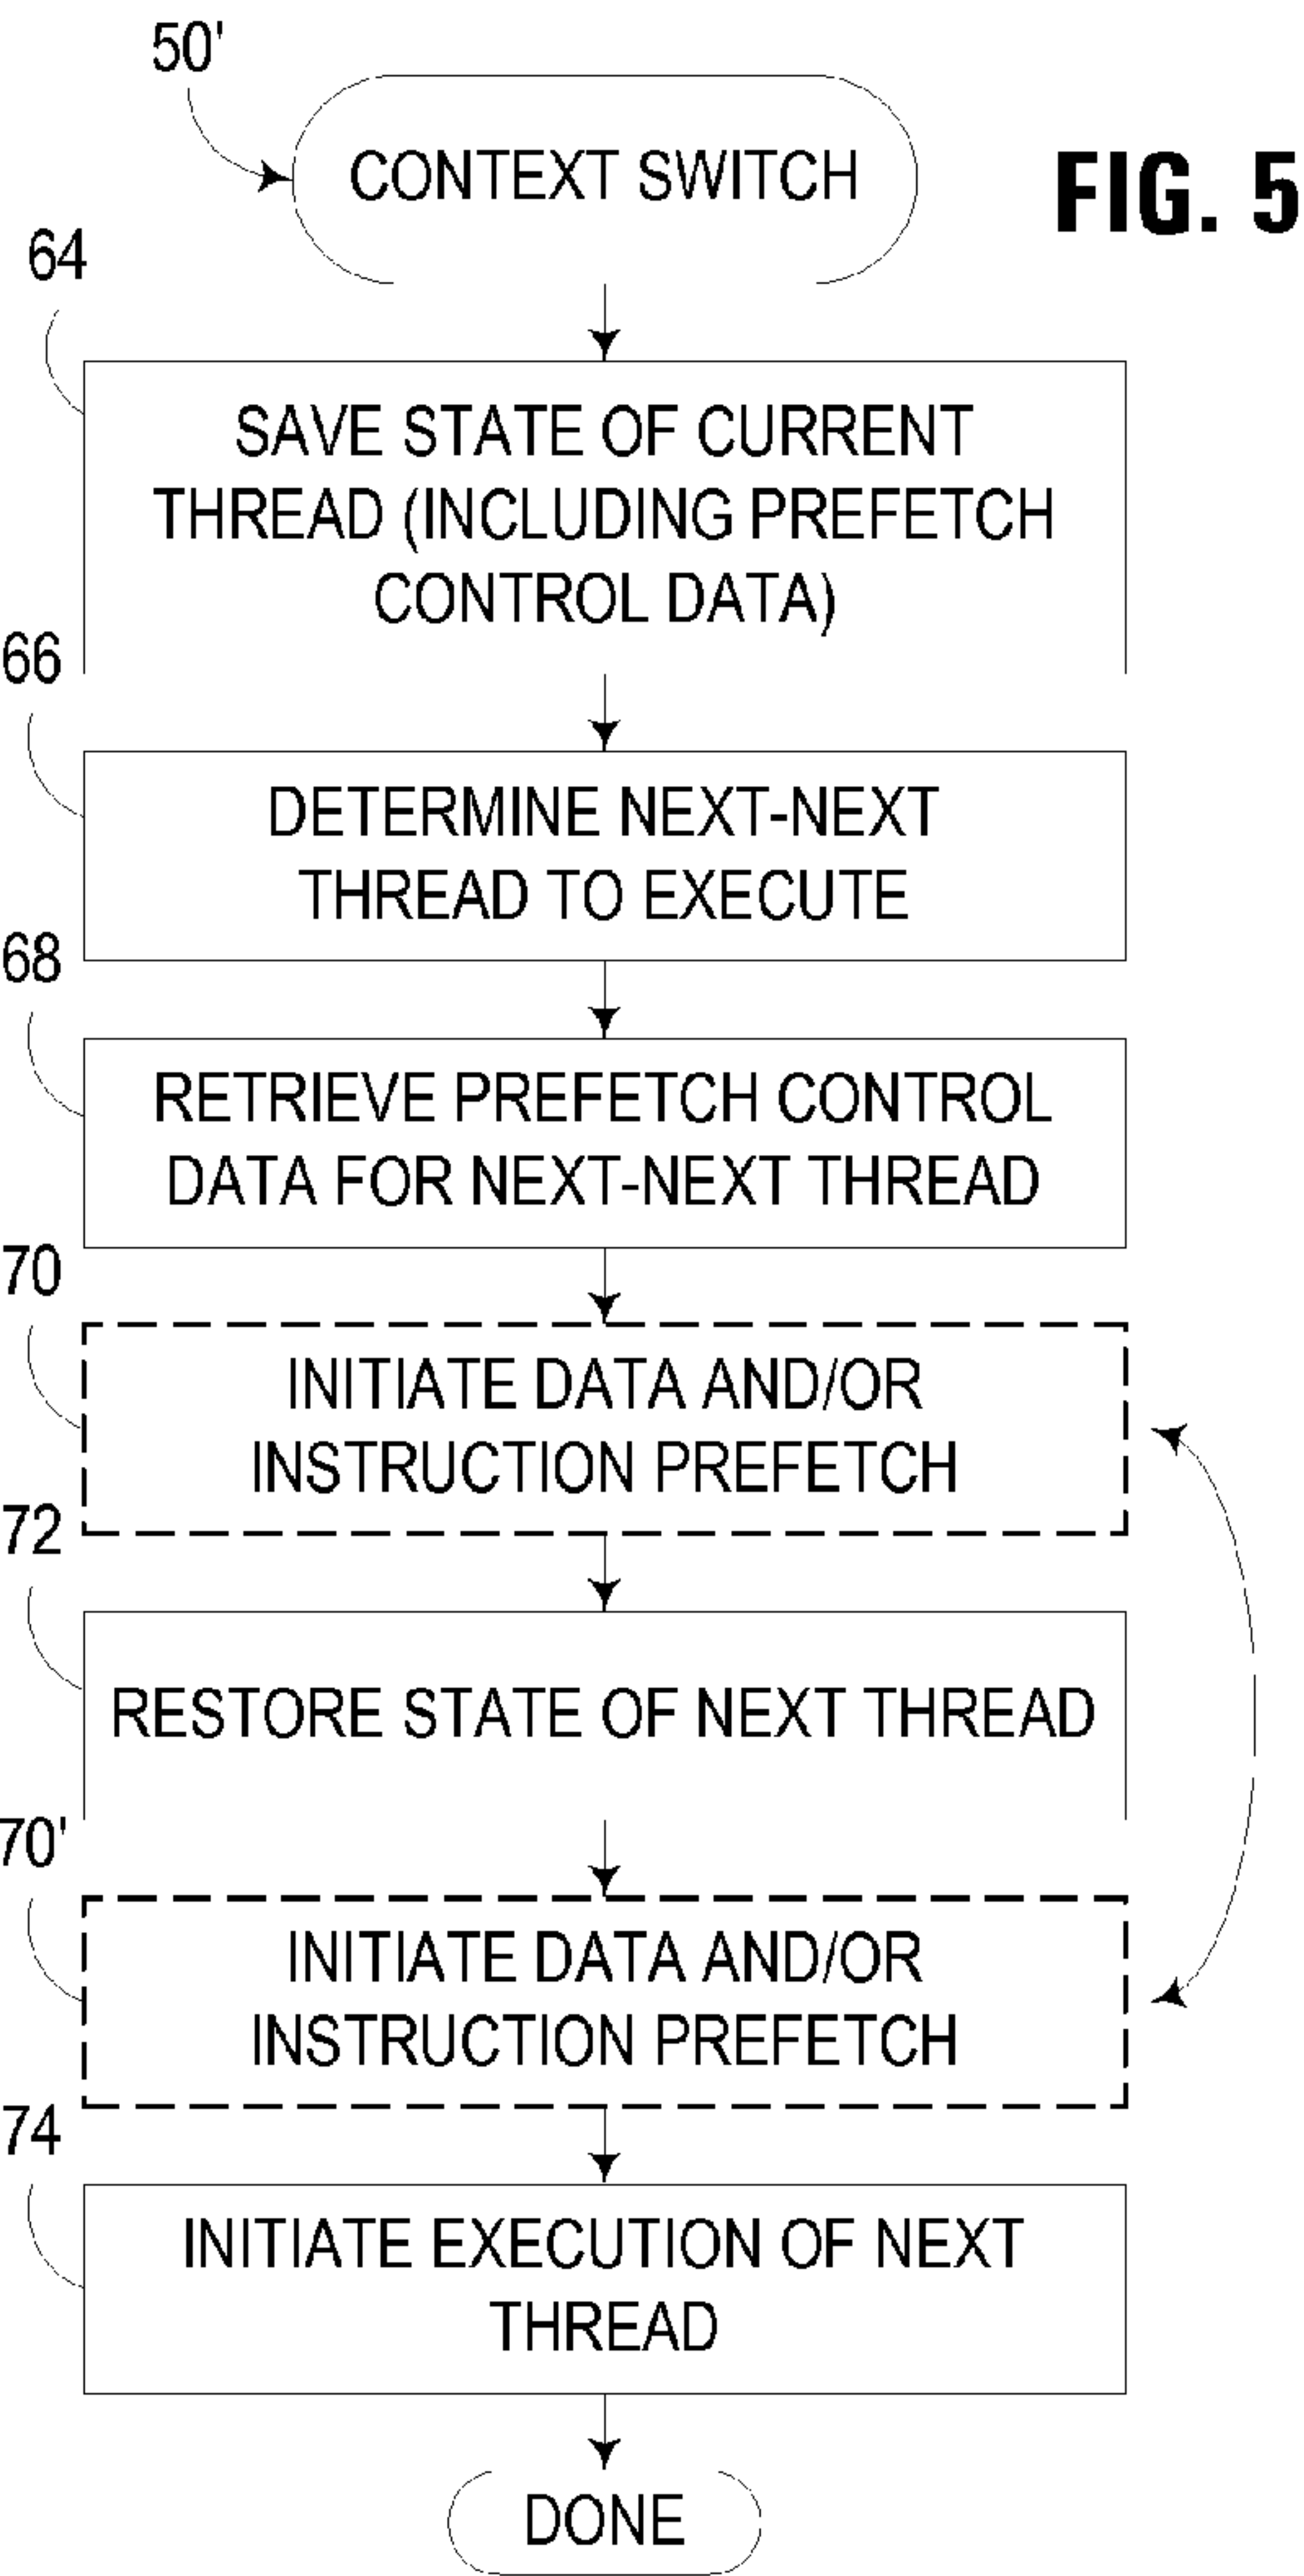 50'
CONTEXT SWITCH
FIG. 5
64
SAVE STATE OF CURRENT
THREAD (INCLUDING PREFETCH
CONTROL DATA)
66
DETERMINE NEXT-NEXT
THREAD TO EXECUTE
68
RETRIEVE PREFETCH CONTROL
DATA FOR NEXT-NEXT THREAD
70
INITIATE DATA AND/OR
INSTRUCTION PREFETCH
72
RESTORE STATE OF NEXT THREAD
70'
INITIATE DATA AND/OR
INSTRUCTION PREFETCH
74
INITIATE EXECUTION OF NEXT
THREAD
DONE